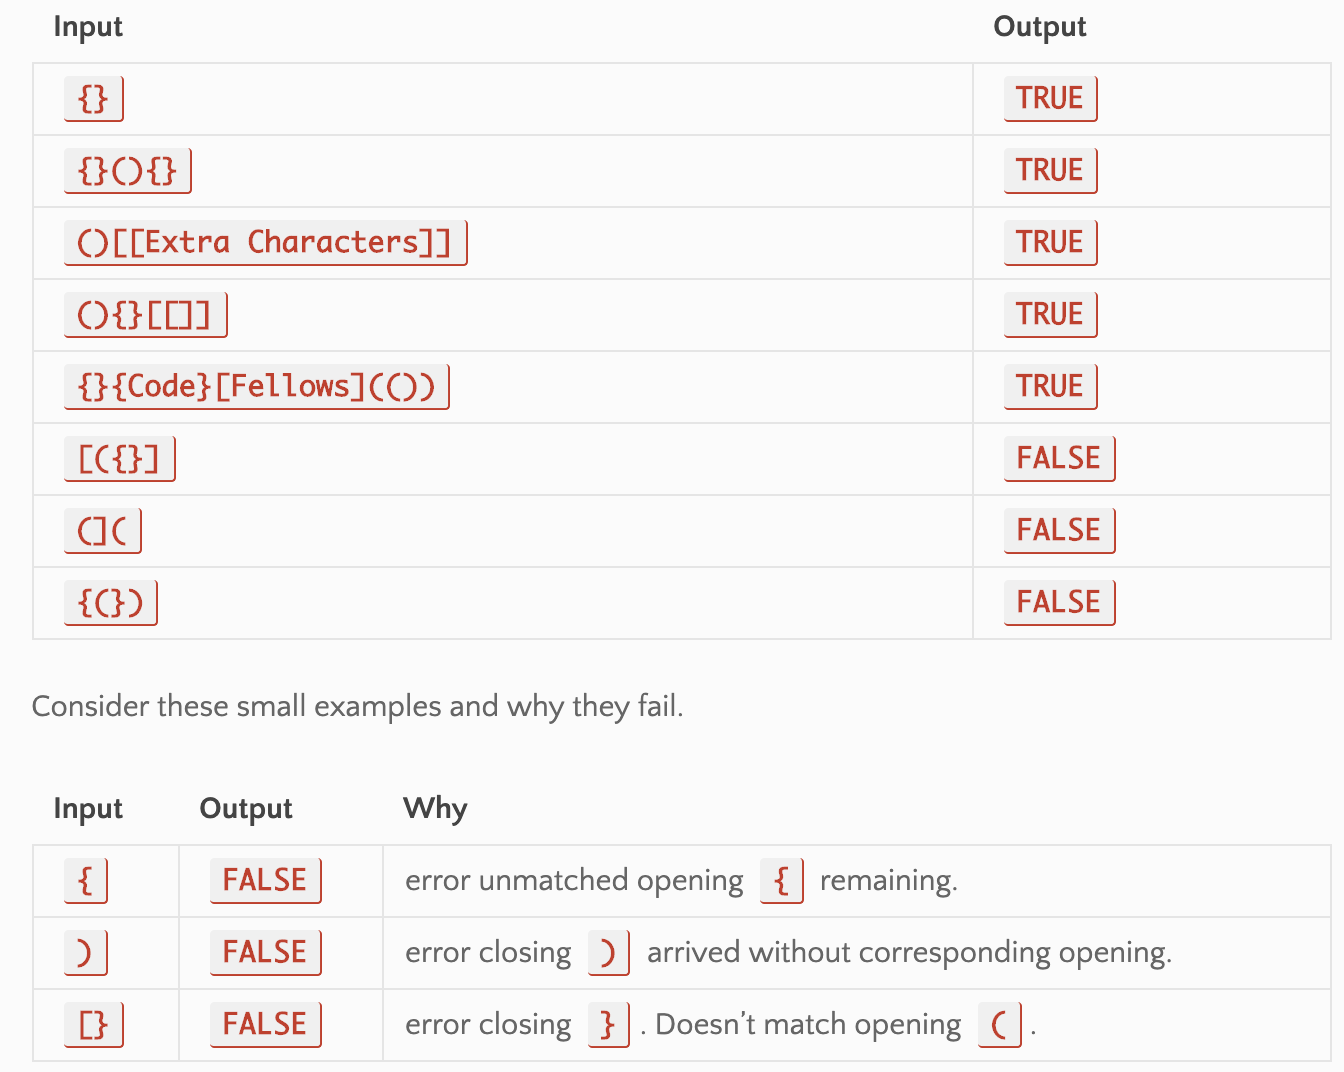 Input Output
{} TRUE
{}(){} TRUE
()[[Extra Characters]] TRUE
(){}[[]] TRUE
{}{Code}[Fellows](()) TRUE
[({}] FALSE
(]( FALSE
{(}) FALSE
Consider these small examples and why they fail.
Input Output Why
{ FALSE error unmatched opening { remaining.
) FALSE error closing ) arrived without corresponding opening.
[} FALSE error closing } . Doesn’t match opening ( .